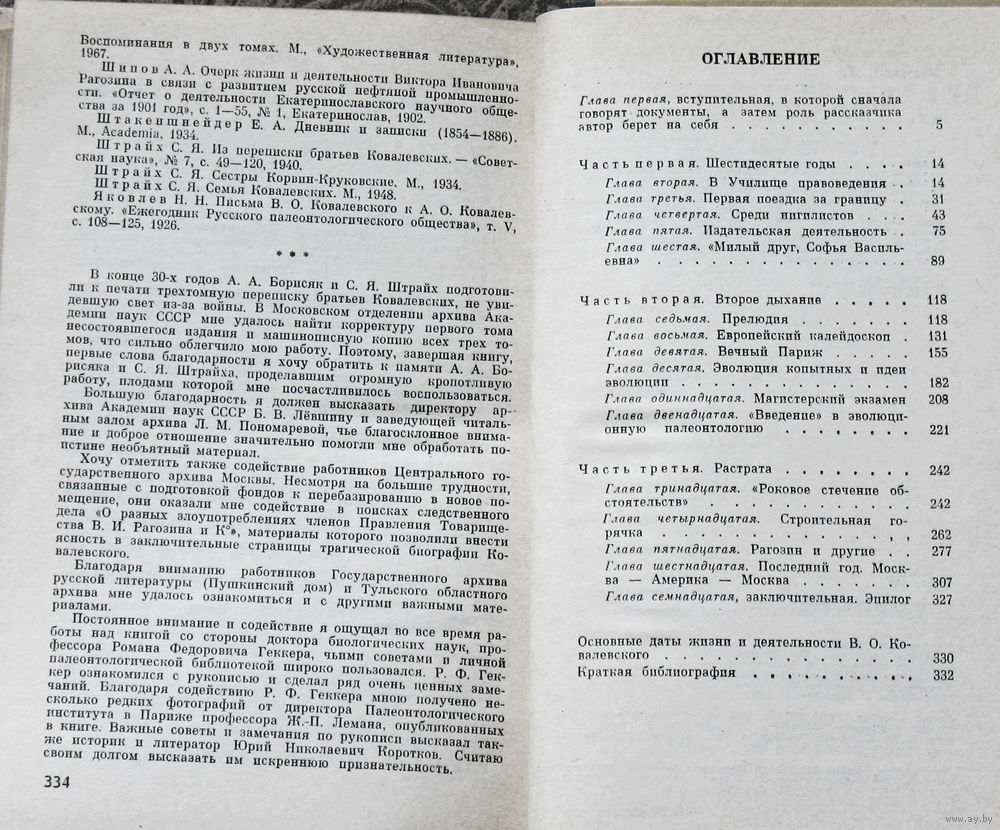 Воспоминания в двух томах. М., «Художественная литература»,
1967.
Шипов А. А. Очерк жизни и деятельности Виктора Ивановича
Рагозина в связи с развитием русской нефтяной промышленно-
сти. «Отчет о деятельности Екатеринославского научного обще-
ства за 1901 год», с. 1—55, № 1, Екатеринослав, 1902.
Штакеншнейдер Е. А. Дневник и записки (1854—1886).
М., Academia, 1934.
Штрайх С. Я. Из переписки братьев Ковалевских. — «Совет-
ская наука», № 7, с. 49—120, 1940.
Штрайх С. Я. Сестры Корвин-Круковские. М., 1934.
Штрайх С. Я. Семья Ковалевских. М., 1948.
Яковлев Н. Н. Письма В. О. Ковалевского к А. О. Ковалев-
скому. «Ежегодник Русского палеонтологического общества», т. V,
с. 108—125, 1926.
* * *
В конце 30-х годов А. А. Борисяк и С. Я. Штрайх подготови-
ли к печати трехтомную переписку братьев Ковалевских, не уви-
девшую свет из-за войны. В Московском отделении архива Ака-
демии наук СССР мне удалось найти корректуру первого тома
несостоявшегося издания и машинописную копию всех трех то-
мов, что сильно облегчило мою работу. Поэтому, завершая книгу,
первые слова благодарности я хочу обратить к памяти А. А. Бо-
рисяка и С. Я. Штрайха, проделавшим огромную кропотливую
работу, плодами которой мне посчастливилось воспользоваться.
Большую благодарность я должен высказать директору ар-
хива Академии наук СССР Б. В. Лёвшину и заведующей читаль-
ным залом архива Л. М. Пономаревой, чье благосклонное внима-
ние и доброе отношение значительно помогли мне обработать по-
истине необъятный материал.
Хочу отметить также содействие работников Центрального го-
сударственного архива Москвы. Несмотря на большие трудности,
связанные с подготовкой фондов к перебазированию в новое по-
мещение, они оказали мне содействие в поисках следственного
дела «О разных злоупотреблениях членов Правления Товарище-
ства В. И. Рагозина и К°», материалы которого позволили внести
ясность в заключительные страницы трагической биографии Ко-
валевского.
Благодаря вниманию работников Государственного архива
русской литературы (Пушкинский дом) и Тульского областного
архива мне удалось ознакомиться и с другими важными мате-
риалами.
Постоянное внимание и содействие я ощущал во все время ра-
боты над книгой со стороны доктора биологических наук, про-
фессора Романа Федоровича Геккера, чьими советами и личной
палеонтологической библиотекой широко пользовался. Р. Ф. Гек-
кер ознакомился с рукописью и сделал ряд очень ценных заме-
чаний. Благодаря содействию Р. Ф. Геккера мною получено не-
сколько редких фотографий от директора Палеонтологического
института в Париже профессора Ж.-П. Лемана, опубликованных
в книге. Важные советы и замечания по рукописи высказал так-
же историк и литератор Юрий Николаевич Коротков. Считаю
своим долгом высказать им искреннюю признательность.
334
ОГЛАВЛЕНИЕ
Глава первая, вступительная, в которой сначала
говорят документы, а затем роль рассказчика
автор берет на себя . . . . . . . . . . . 5
Часть первая. Шестидесятые годы . . . . 14
Глава вторая. В Училище правоведения . . 14
Глава третья. Первая поездка за границу . 31
Глава четвертая. Среди нигилистов . . . . 43
Глава пятая. Издательская деятельность . 75
Глава шестая. «Милый друг, Софья Василь-
евна» . . . . . . . . . . . . . . . 89
Часть вторая. Второе дыхание . . . . . 118
Глава седьмая. Прелюдия . . . . . . . 118
Глава восьмая. Европейский калейдоскоп . 131
Глава девятая. Вечный Париж . . . . . 155
Глава десятая. Эволюция копытных и идеи
эволюции . . . . . . . . . . . . . 182
Глава одиннадцатая. Магистерский экзамен 208
Глава двенадцатая. «Введение» в эволюци-
онную палеонтологию . . . . . . . . 221
Часть третья. Растрата . . . . . . . . 242
Глава тринадцатая. «Роковое стечение об-
стоятельств» . . . . . . . . . . . . 242
Глава четырнадцатая. Строительная го-
рячка . . . . . . . . . . . . . . . 262
Глава пятнадцатая. Рагозин и другие . . 277
Глава шестнадцатая. Последний год. Моск-
ва — Америка — Москва . . . . . . . 307
Глава семнадцатая, заключительная. Эпилог 327
Основные даты жизни и деятельности В. О. Ко-
валевского . . . . . . . . . . . . . . . 330
Краткая библиография . . . . . . . . . . 332
www.ay.by